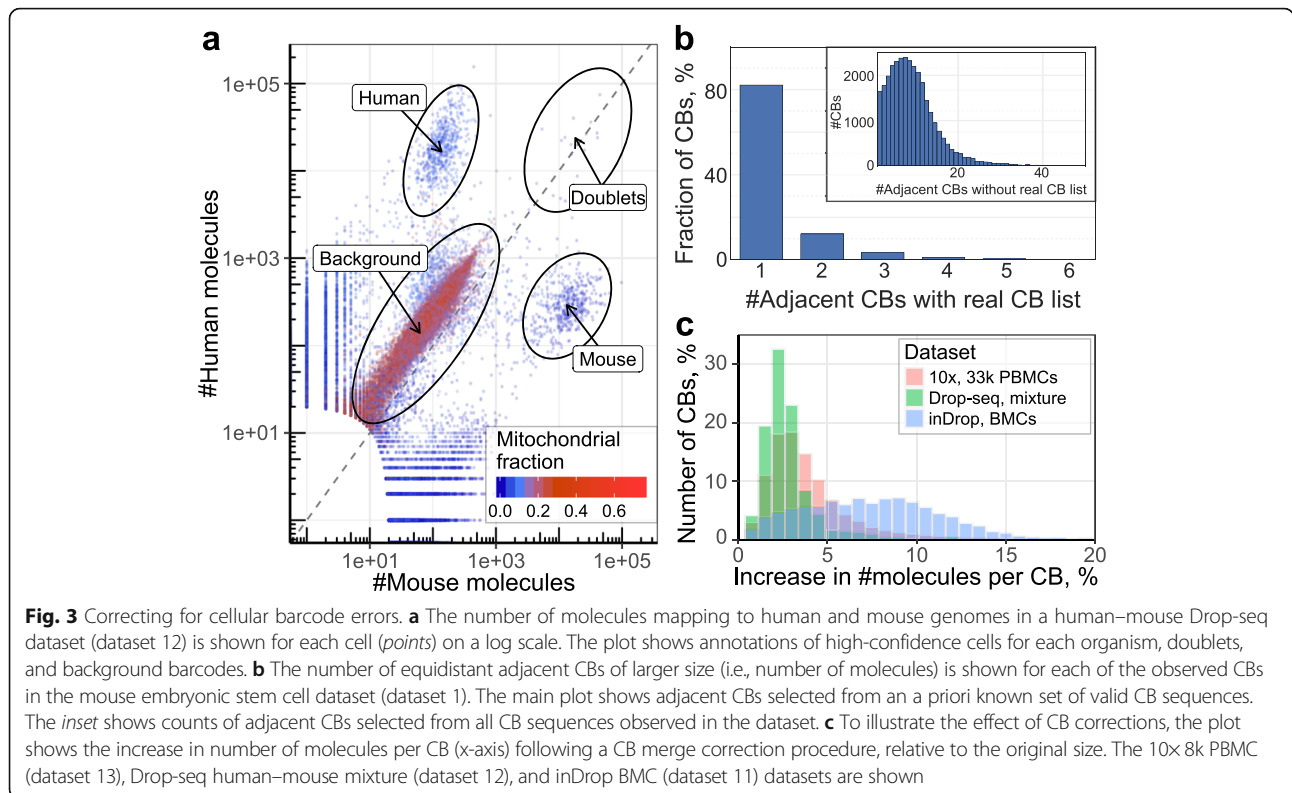 a
1e+05
1e+03
1e+01
#Human molecules
Human
Doublets
Background
Mouse
Mitochondrial
fraction
0.0 0.2 0.4 0.6
1e+01 1e+03 1e+05
#Mouse molecules
b
80
40
0
Fraction of CBs, %
1 2 3 4 5 6
#Adjacent CBs with real CB list
2000
1000
0
#CBs
20 40
#Adjacent CBs without real CB list
c
30
20
10
0
Number of CBs, %
Dataset
10x, 33k PBMCs
Drop-seq, mixture
inDrop, BMCs
0 5 10 15 20
Increase in #molecules per CB, %
Fig. 3 Correcting for cellular barcode errors. a The number of molecules mapping to human and mouse genomes in a human–mouse Drop-seq
dataset (dataset 12) is shown for each cell (points) on a log scale. The plot shows annotations of high-confidence cells for each organism, doublets,
and background barcodes. b The number of equidistant adjacent CBs of larger size (i.e., number of molecules) is shown for each of the observed CBs
in the mouse embryonic stem cell dataset (dataset 1). The main plot shows adjacent CBs selected from an a priori known set of valid CB sequences.
The inset shows counts of adjacent CBs selected from all CB sequences observed in the dataset. c To illustrate the effect of CB corrections, the plot
shows the increase in number of molecules per CB (x-axis) following a CB merge correction procedure, relative to the original size. The 10× 8k PBMC
(dataset 13), Drop-seq human–mouse mixture (dataset 12), and inDrop BMC (dataset 11) datasets are shown